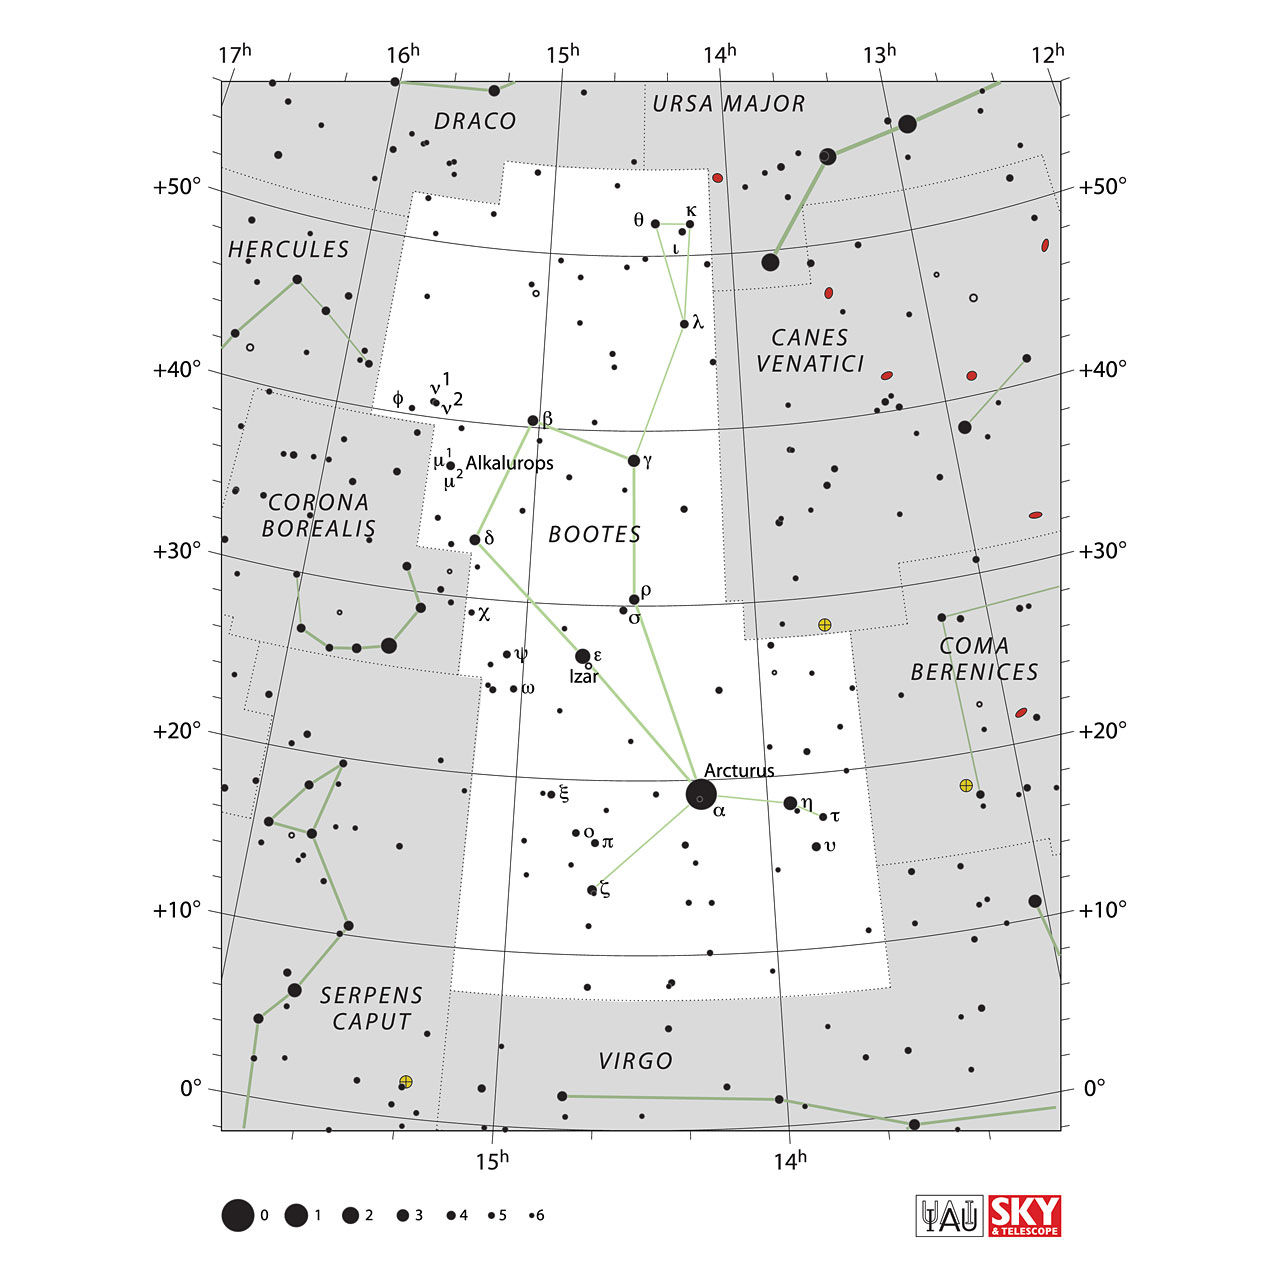 17h 16h 15h 14h 13h 12h
URSA MAJOR
DRACO
+50° +50°
θ κ
ι
HERCULES
λ
CANES
VENATICI
+40° +40°
ϕ ν1
ν2
β
μ1 Alkalurops γ
μ2
CORONA
BOREALIS
BOOTES
δ
+30° +30°
ρ
χ σ
COMA
BERENICES
ψ ε
Izar
ω
+20° +20°
Arcturus
ξ α η
τ
ο
π υ
ζ
+10° +10°
SERPENS
CAPUT
VIRGO
0° 0°
15h 14h
0 1 2 3 4 5 6
IAU
SKY
& TELESCOPE